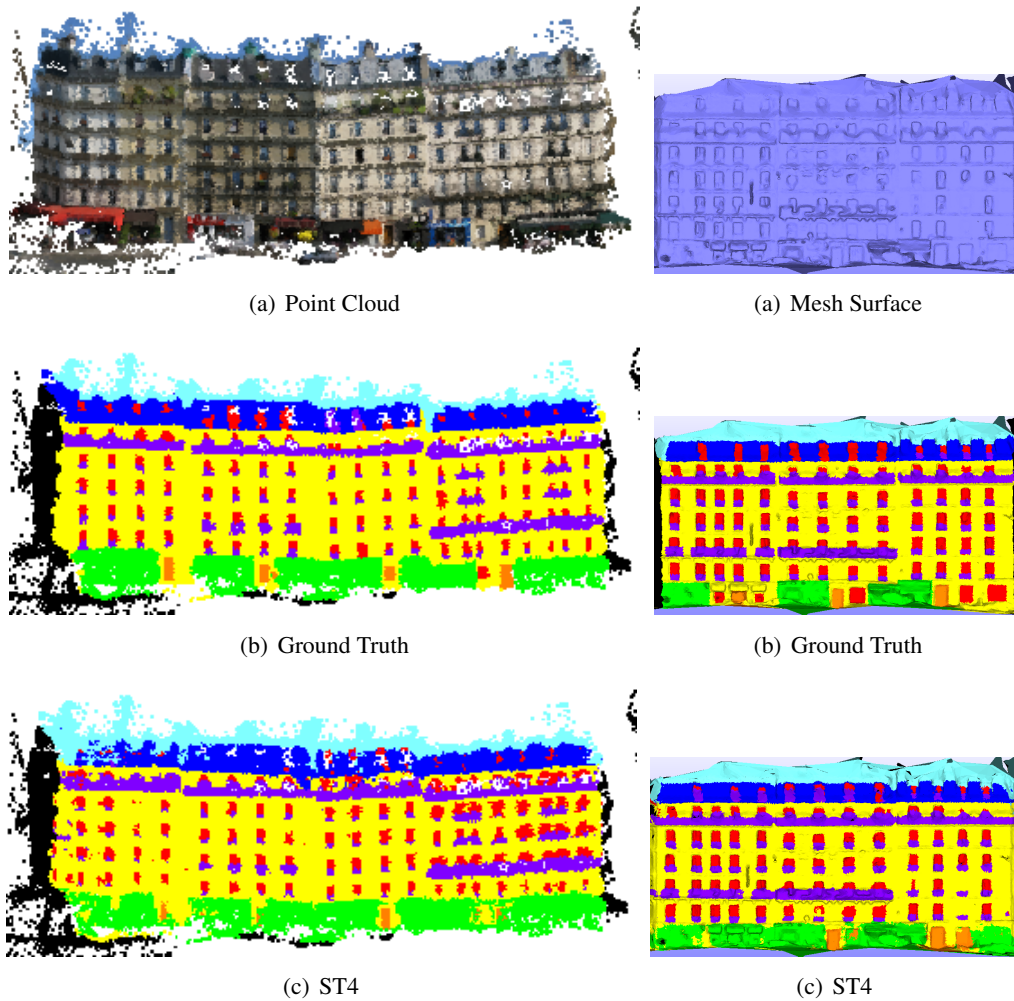 (a) Point Cloud
(a) Mesh Surface
(b) Ground Truth
(b) Ground Truth
(c) ST4
(c) ST4